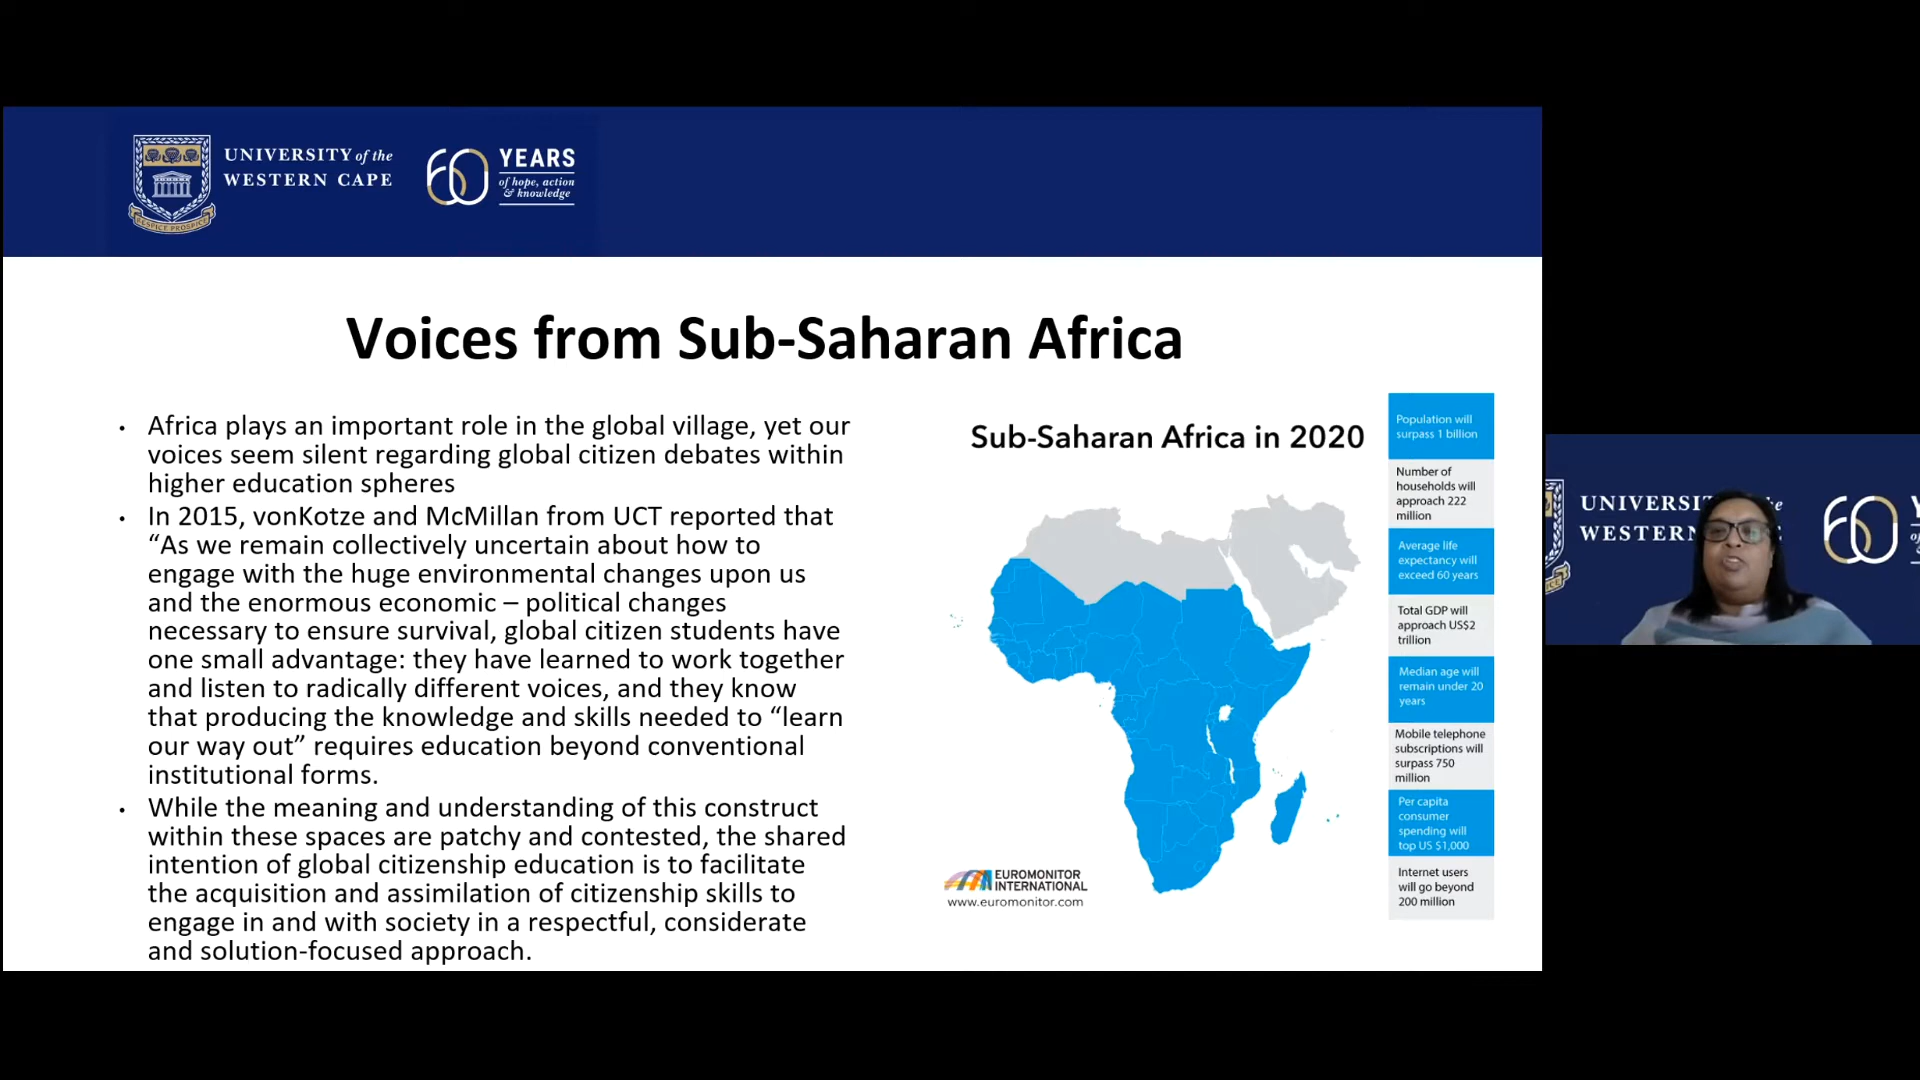 UNIVERSITY of the
WESTERN CAPE
RESPICE PROSPICE
60 YEARS
of hope, action
& knowledge
Voices from Sub-Saharan Africa
• Africa plays an important role in the global village, yet our
voices seem silent regarding global citizen debates within
higher education spheres
• In 2015, vonKotze and McMillan from UCT reported that
“As we remain collectively uncertain about how to
engage with the huge environmental changes upon us
and the enormous economic – political changes
necessary to ensure survival, global citizen students have
one small advantage: they have learned to work together
and listen to radically different voices, and they know
that producing the knowledge and skills needed to “learn
our way out” requires education beyond conventional
institutional forms.
• While the meaning and understanding of this construct
within these spaces are patchy and contested, the shared
intention of global citizenship education is to facilitate
the acquisition and assimilation of citizenship skills to
engage in and with society in a respectful, considerate
and solution-focused approach.
Sub-Saharan Africa in 2020
EUROMONITOR
INTERNATIONAL
www.euromonitor.com
Population will
surpass 1 billion
Number of
households will
approach 222
million
Average life
expectancy will
exceed 60 years
Total GDP will
approach US$2
trillion
Median age will
remain under 20
years
Mobile telephone
subscriptions will
surpass 750
million
Per capita
consumer
spending will
top US $1,000
Internet users
will go beyond
200 million
UNIVERSI
WESTERN
60